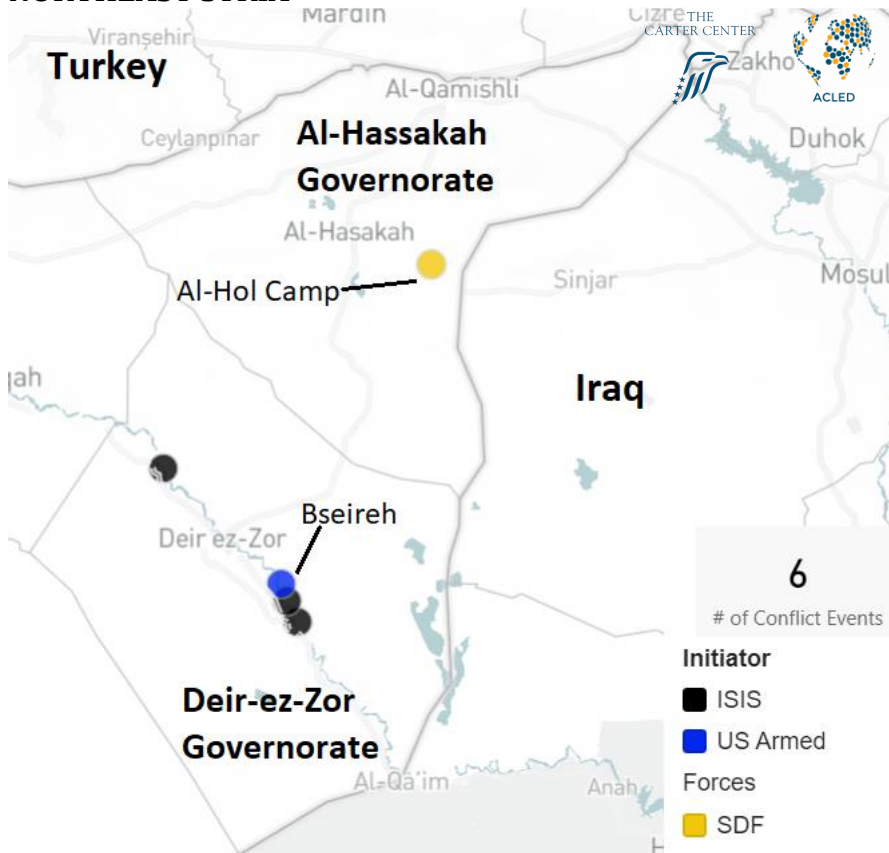 Mardin
Cizre
THE
CARTER CENTER
Viranşehir
Turkey
Zakho
ACLED
Al-Qamishli
Ceylanpınar
Al-Hassakah
Governorate
Duhok
Al-Hasakah
Al-Hol Camp
Sinjar
Mosul
Iraq
Bseireh
Deir ez-Zor
6
# of Conflict Events
Initiator
ISIS
US Armed
Forces
SDF
Deir-ez-Zor
Governorate
Al-Qa'im
Anah